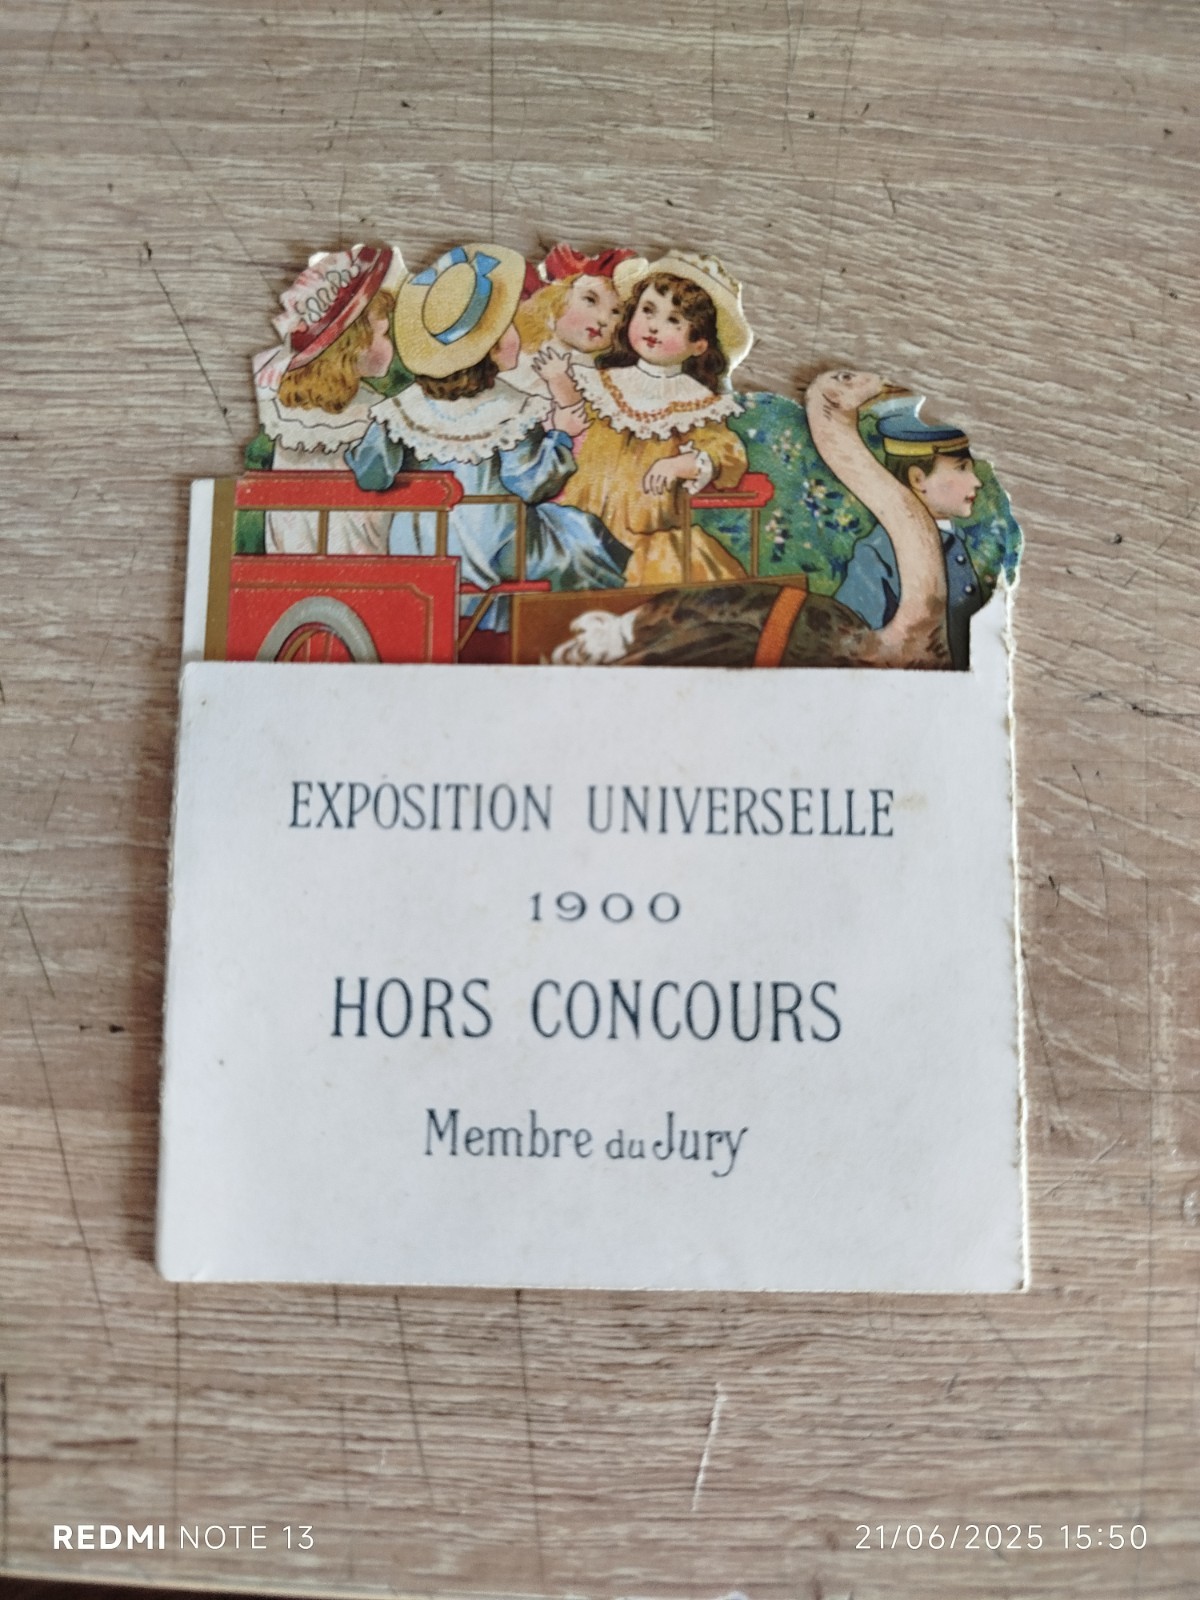 EXPOSITION UNIVERSELLE
1900
HORS CONCOURS
Membre du Jury
REDMI NOTE 13
21/06/2025 15:50